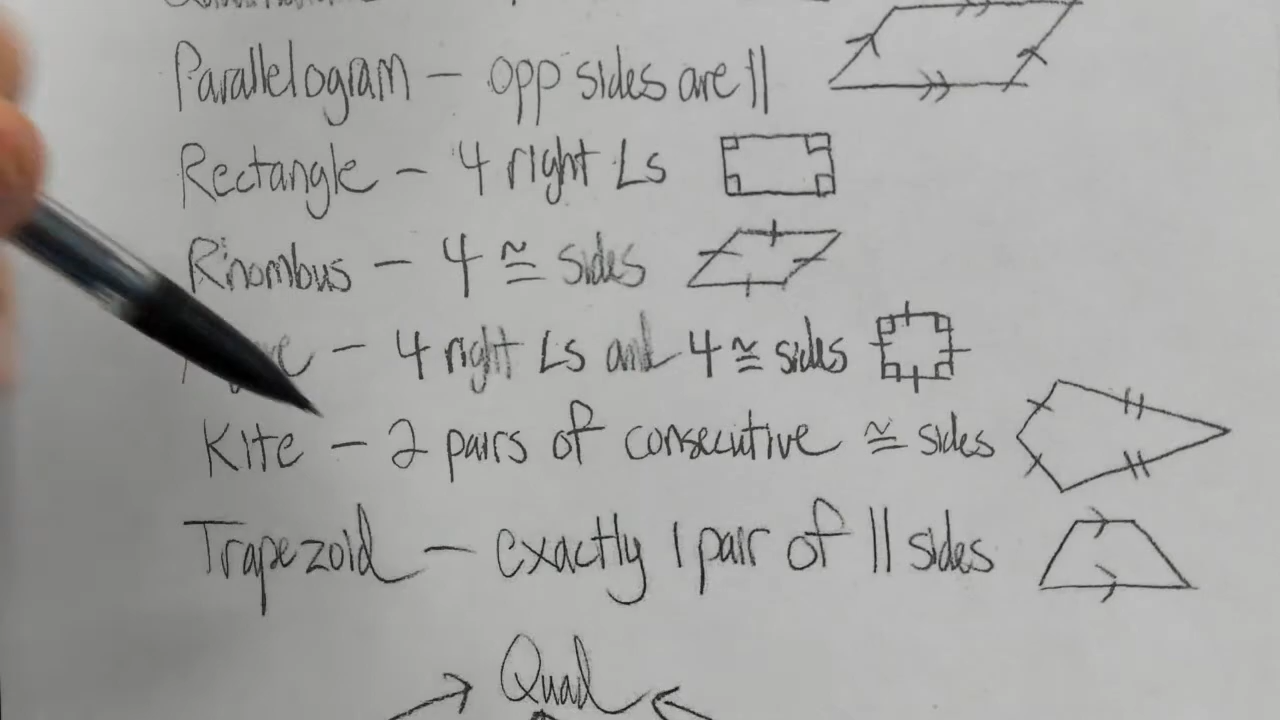 Parallelogram – opp sides are ||
Rectangle – 4 right ∠s
Rhombus – 4 ≅ sides
– 4 right ∠s and 4 ≅ sides
Kite – 2 pairs of consecutive ≅ sides
Trapezoid – exactly 1 pair of || sides
Quad